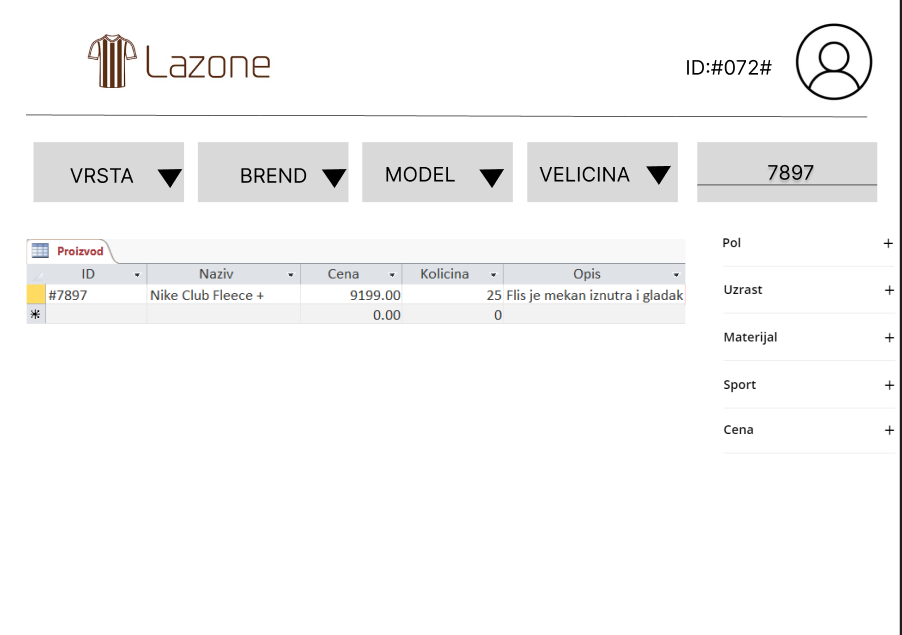 Lazone
ID:#072#
VRSTA BREND MODEL VELICINA 7897
Proizvod
ID Naziv Cena Kolicina Opis
#7897 Nike Club Fleece + 9199.00 25 Flis je mekan iznutra i gladak
0.00 0
Pol +
Uzrast +
Materijal +
Sport +
Cena +